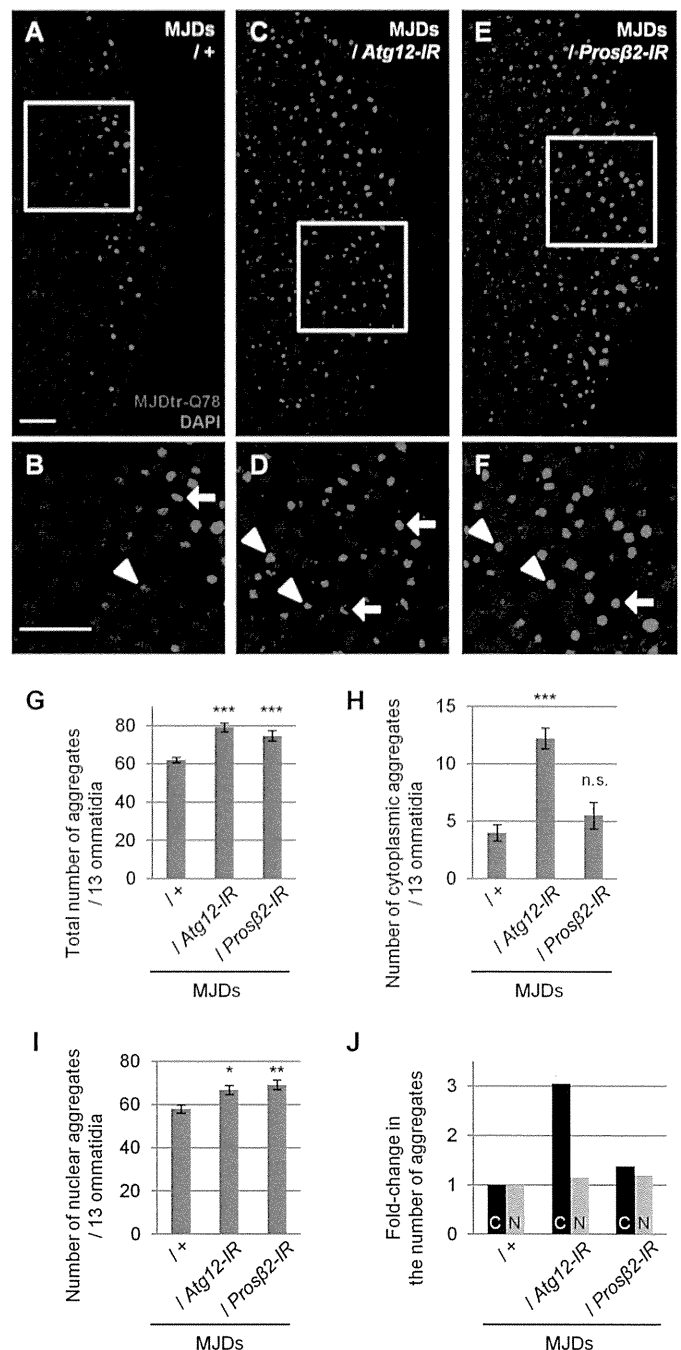 A
MJDs
/ +
C
MJDs
/ Atg12-IR
E
MJDs
/ Prosβ2-IR
MJDtr-Q78
DAPI
B
D
F
G
Total number of aggregates
/ 13 ommatidia
80
60
40
20
0
***
***
/ +
/ Atg12-IR
/ Prosβ2-IR
MJDs
H
Number of cytoplasmic aggregates
/ 13 ommatidia
15
10
5
0
***
n.s.
/ +
/ Atg12-IR
/ Prosβ2-IR
MJDs
I
Number of nuclear aggregates
/ 13 ommatidia
80
60
40
20
0
*
**
/ +
/ Atg12-IR
/ Prosβ2-IR
MJDs
J
Fold-change in
the number of aggregates
3
2
1
0
C N
C N
C N
/ +
/ Atg12-IR
/ Prosβ2-IR
MJDs